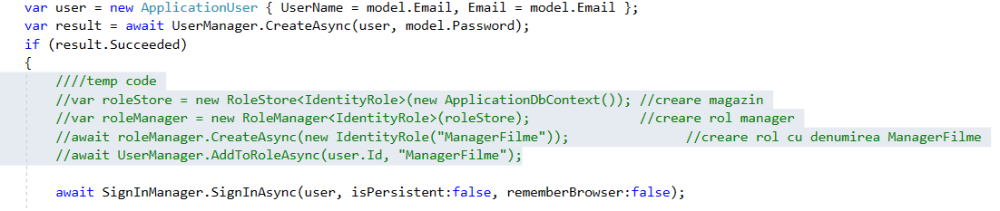 var user = new ApplicationUser { UserName = model.Email, Email = model.Email };
var result = await UserManager.CreateAsync(user, model.Password);
if (result.Succeeded)
{
////temp code
//var roleStore = new RoleStore<IdentityRole>(new ApplicationDbContext()); //creare magazin
//var roleManager = new RoleManager<IdentityRole>(roleStore); //creare rol manager
//await roleManager.CreateAsync(new IdentityRole("ManagerFilme")); //creare rol cu denumirea ManagerFilme
//await UserManager.AddToRoleAsync(user.Id, "ManagerFilme");
await SignInManager.SignInAsync(user, isPersistent:false, rememberBrowser:false);